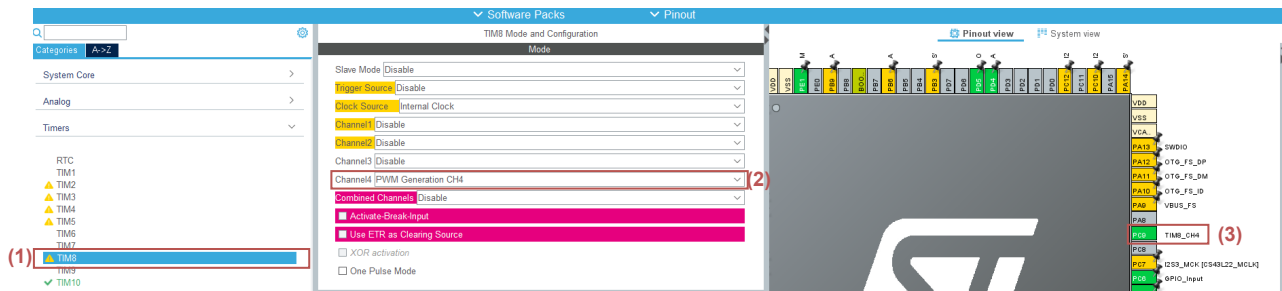 Software Packs
Pinout
Categories
A->Z
System Core
Analog
Timers
RTC
TIM1
TIM2
TIM3
TIM4
TIM5
TIM6
TIM7
(1)
TIM8
TIM9
TIM10
TIM8 Mode and Configuration
Mode
Slave Mode Disable
Trigger Source Disable
Clock Source Internal Clock
Channel1 Disable
Channel2 Disable
Channel3 Disable
Channel4 PWM Generation CH4
(2)
Combined Channels Disable
Activate-Break-Input
Use ETR as Clearing Source
XOR activation
One Pulse Mode
Pinout view
System view
VDD
VSS
PE1
PE0
PB9
PB8
BOO..
PB7
PB6
PB5
PB4
PB3
PD7
PD6
PD5
PD4
PD3
PD2
PD1
PD0
PC12
PC11
PC10
PA15
PA14
VDD
VSS
VCA..
PA13 SWDIO
PA12 OTG_FS_DP
PA11 OTG_FS_DM
PA10 OTG_FS_ID
PA9 VBUS_FS
PA8
PC9 TIM8_CH4
(3)
PC8
PC7 I2S3_MCK [CS43L22_MCLK]
PC6 GPIO_Input